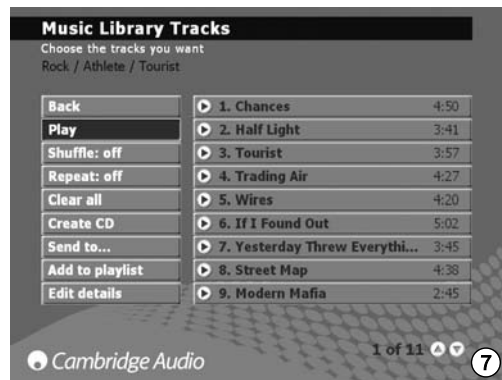 Music Library Tracks
Choose the tracks you want
Rock / Athlete / Tourist
Back
Play
Shuffle: off
Repeat: off
Clear all
Create CD
Send to...
Add to playlist
Edit details
1. Chances 4:50
2. Half Light 3:41
3. Tourist 3:57
4. Trading Air 4:27
5. Wires 4:20
6. If I Found Out 5:02
7. Yesterday Threw Everythi... 3:45
8. Street Map 4:38
9. Modern Mafia 2:45
1 of 11
Cambridge Audio
7